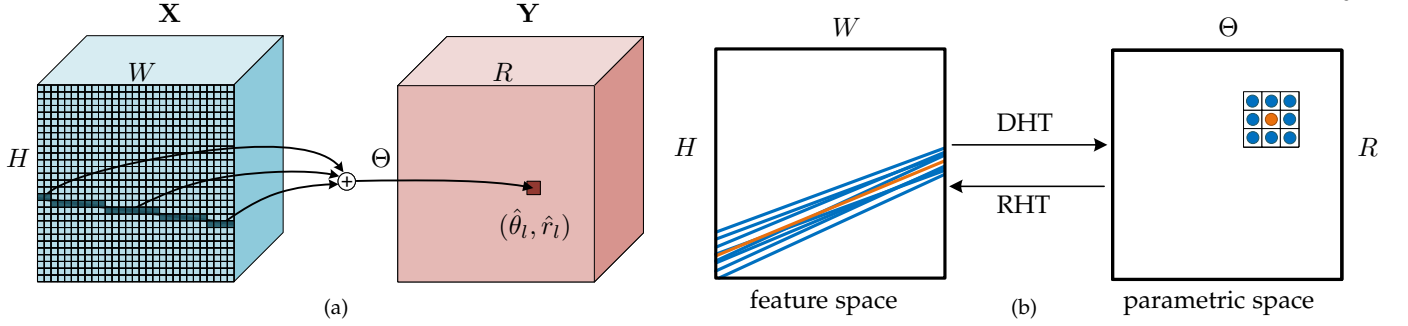 X
Y
W
R
H
Θ
(θ̂_l, r̂_l)
(a)
W
Θ
H
DHT
RHT
R
feature space
(b)
parametric space